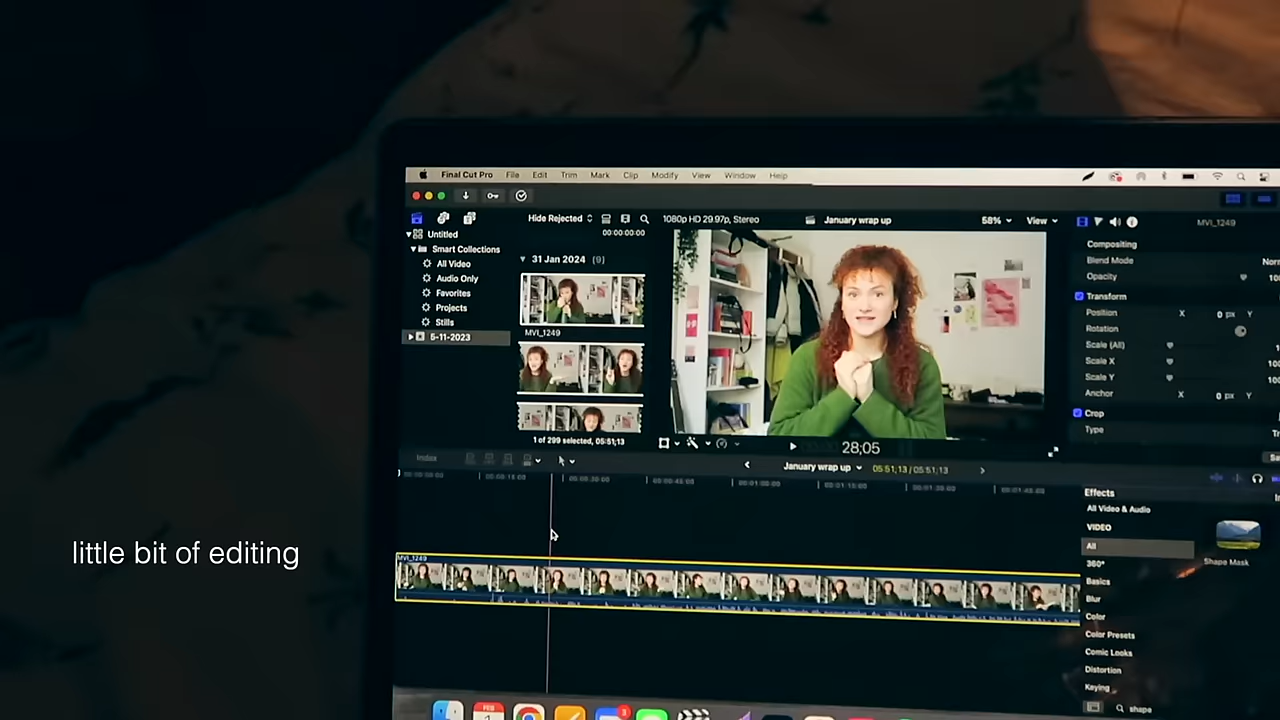 Final Cut Pro File Edit Trim Mark Clip Modify View Window Help
Hide Rejected 1080p HD 29.97p, Stereo January wrap up 58% View MVI_1249
Untitled 00:00:00:00
Smart Collections
All Video
Audio Only
Favorites
Projects
Stills
5-11-2023
31 Jan 2024 (9)
MVI_1249
1 of 299 selected, 05:51;13
28;05
Compositing
Blend Mode
Opacity
Transform
Position X 0 px Y
Rotation
Scale (All)
Scale X
Scale Y
Anchor X 0 px Y
Crop
Type
Index January wrap up 05:51;13 / 05:51;13
MVI_1249
Effects
All Video & Audio
VIDEO
All
360°
Basics
Blur
Color
Color Presets
Comic Looks
Distortion
Keying
shape
Shape Mask
little bit of editing
FEB
3